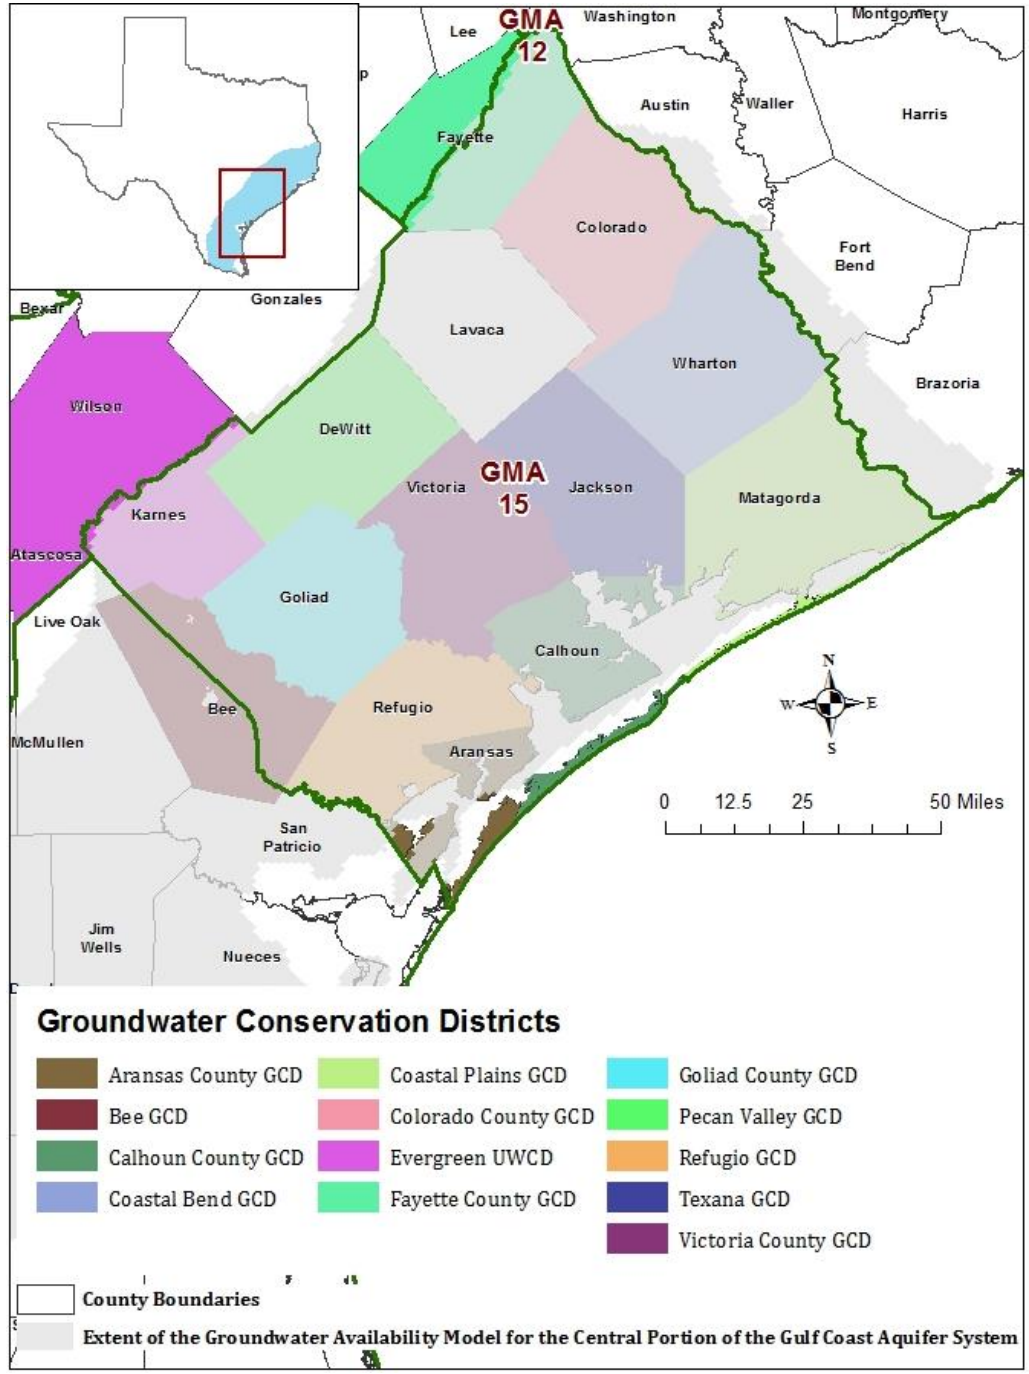 GMA
12
Washington
Montgomery
Lee
p
Austin
Waller
Harris
Fayette
Colorado
Fort
Bend
Bexar
Gonzales
Lavaca
Wharton
Brazoria
Wilson
DeWitt
GMA
15
Victoria
Jackson
Matagorda
Karnes
Atascosa
Goliad
Live Oak
Calhoun
Bee
Refugio
McMullen
Aransas
N
W
E
S
0 12.5 25 50 Miles
San
Patricio
Jim
Wells
Nueces
Groundwater Conservation Districts
Aransas County GCD
Bee GCD
Calhoun County GCD
Coastal Bend GCD
Coastal Plains GCD
Colorado County GCD
Evergreen UWCD
Fayette County GCD
Goliad County GCD
Pecan Valley GCD
Refugio GCD
Texana GCD
Victoria County GCD
County Boundaries
Extent of the Groundwater Availability Model for the Central Portion of the Gulf Coast Aquifer System